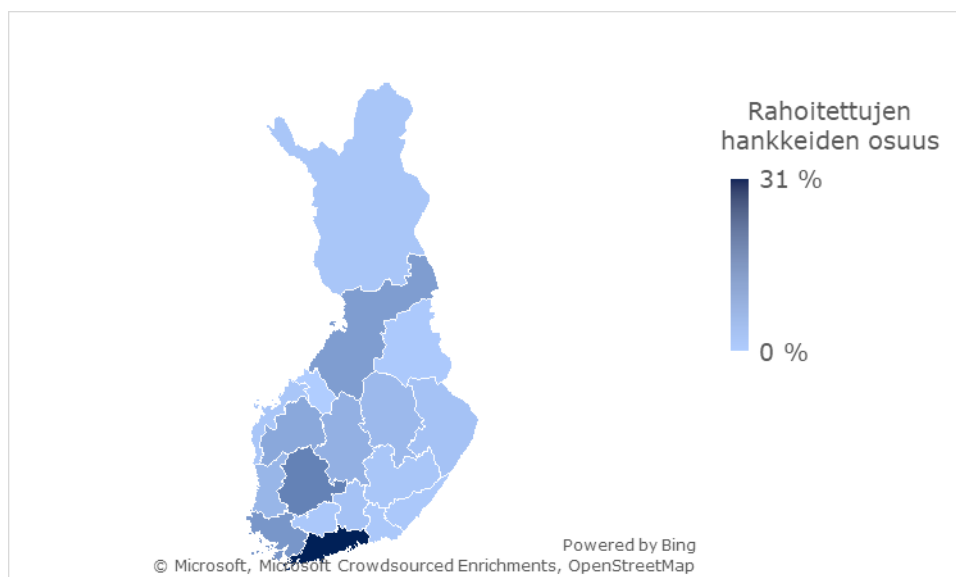 Rahoitettujen
hankkeiden osuus
31 %
0 %
Powered by Bing
© Microsoft, Microsoft Crowdsourced Enrichments, OpenStreetMap